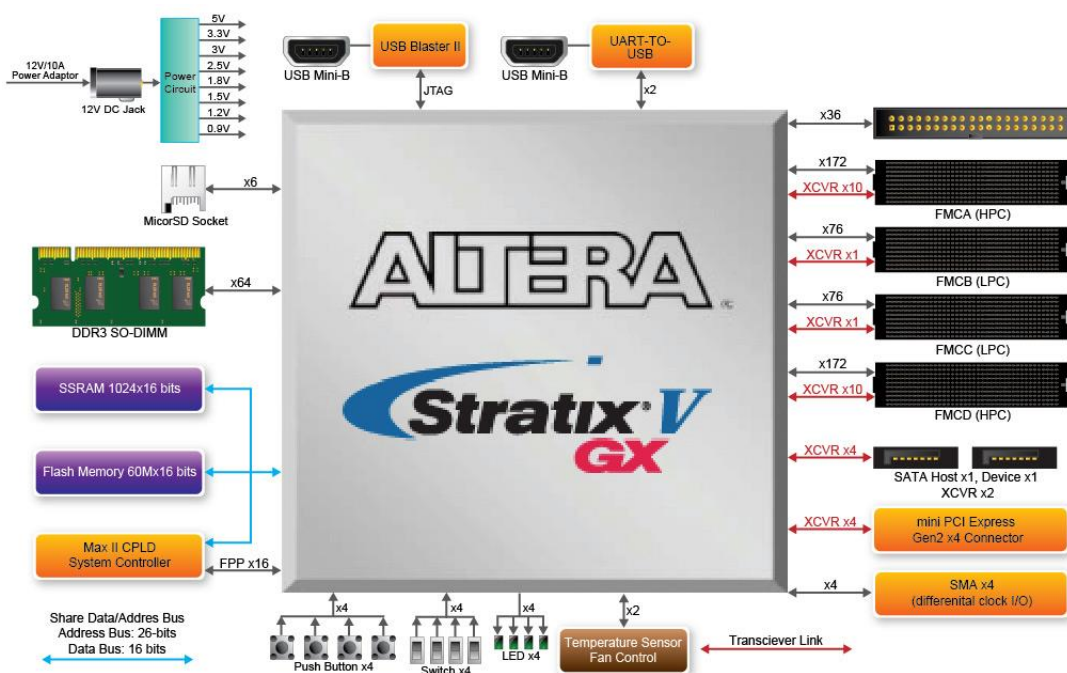 12V/10A
Power Adaptor
12V DC Jack
Power
Circuit
5V
3.3V
3V
2.5V
1.8V
1.5V
1.2V
0.9V
USB Mini-B
USB Blaster II
JTAG
USB Mini-B
UART-TO-
USB
x2
x6
MicorSD Socket
x64
DDR3 SO-DIMM
SSRAM 1024x16 bits
Flash Memory 60Mx16 bits
Max II CPLD
System Controller
FPP x16
Share Data/Addres Bus
Address Bus: 26-bits
Data Bus: 16 bits
ALTERA
Stratix® V
GX
x36
x172
XCVR x10
FMCA (HPC)
x76
XCVR x1
FMCB (LPC)
x76
XCVR x1
FMCC (LPC)
x172
XCVR x10
FMCD (HPC)
XCVR x4
SATA Host x1, Device x1
XCVR x2
XCVR x4
mini PCI Express
Gen2 x4 Connector
x4
SMA x4
(differenital clock I/O)
x4
Push Button x4
x4
Switch x4
x4
LED x4
x2
Temperature Sensor
Fan Control
Transciever Link